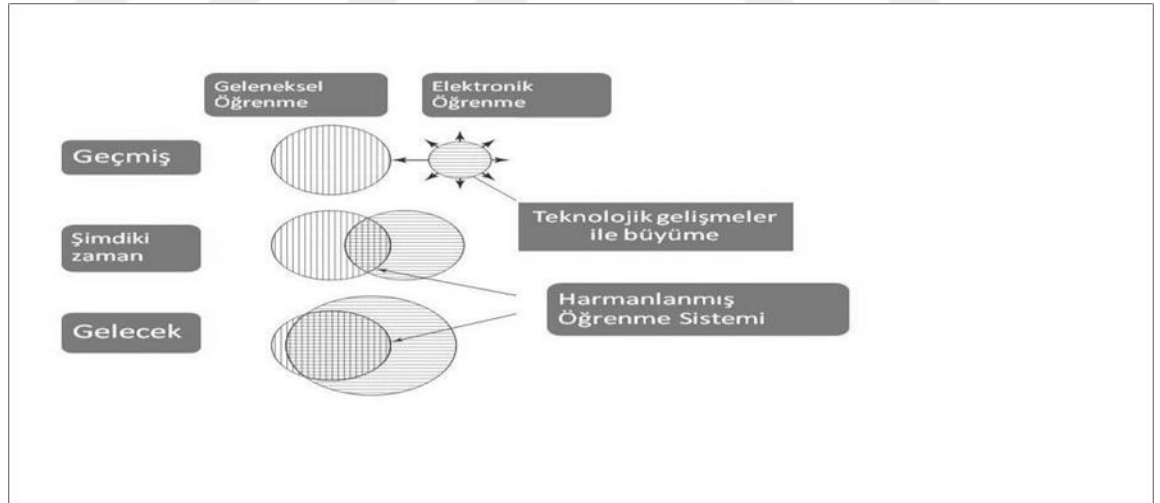 Geleneksel
Öğrenme
Elektronik
Öğrenme
Geçmiş
Teknolojik gelişmeler
ile büyüme
Şimdiki
zaman
Harmanlanmış
Öğrenme Sistemi
Gelecek